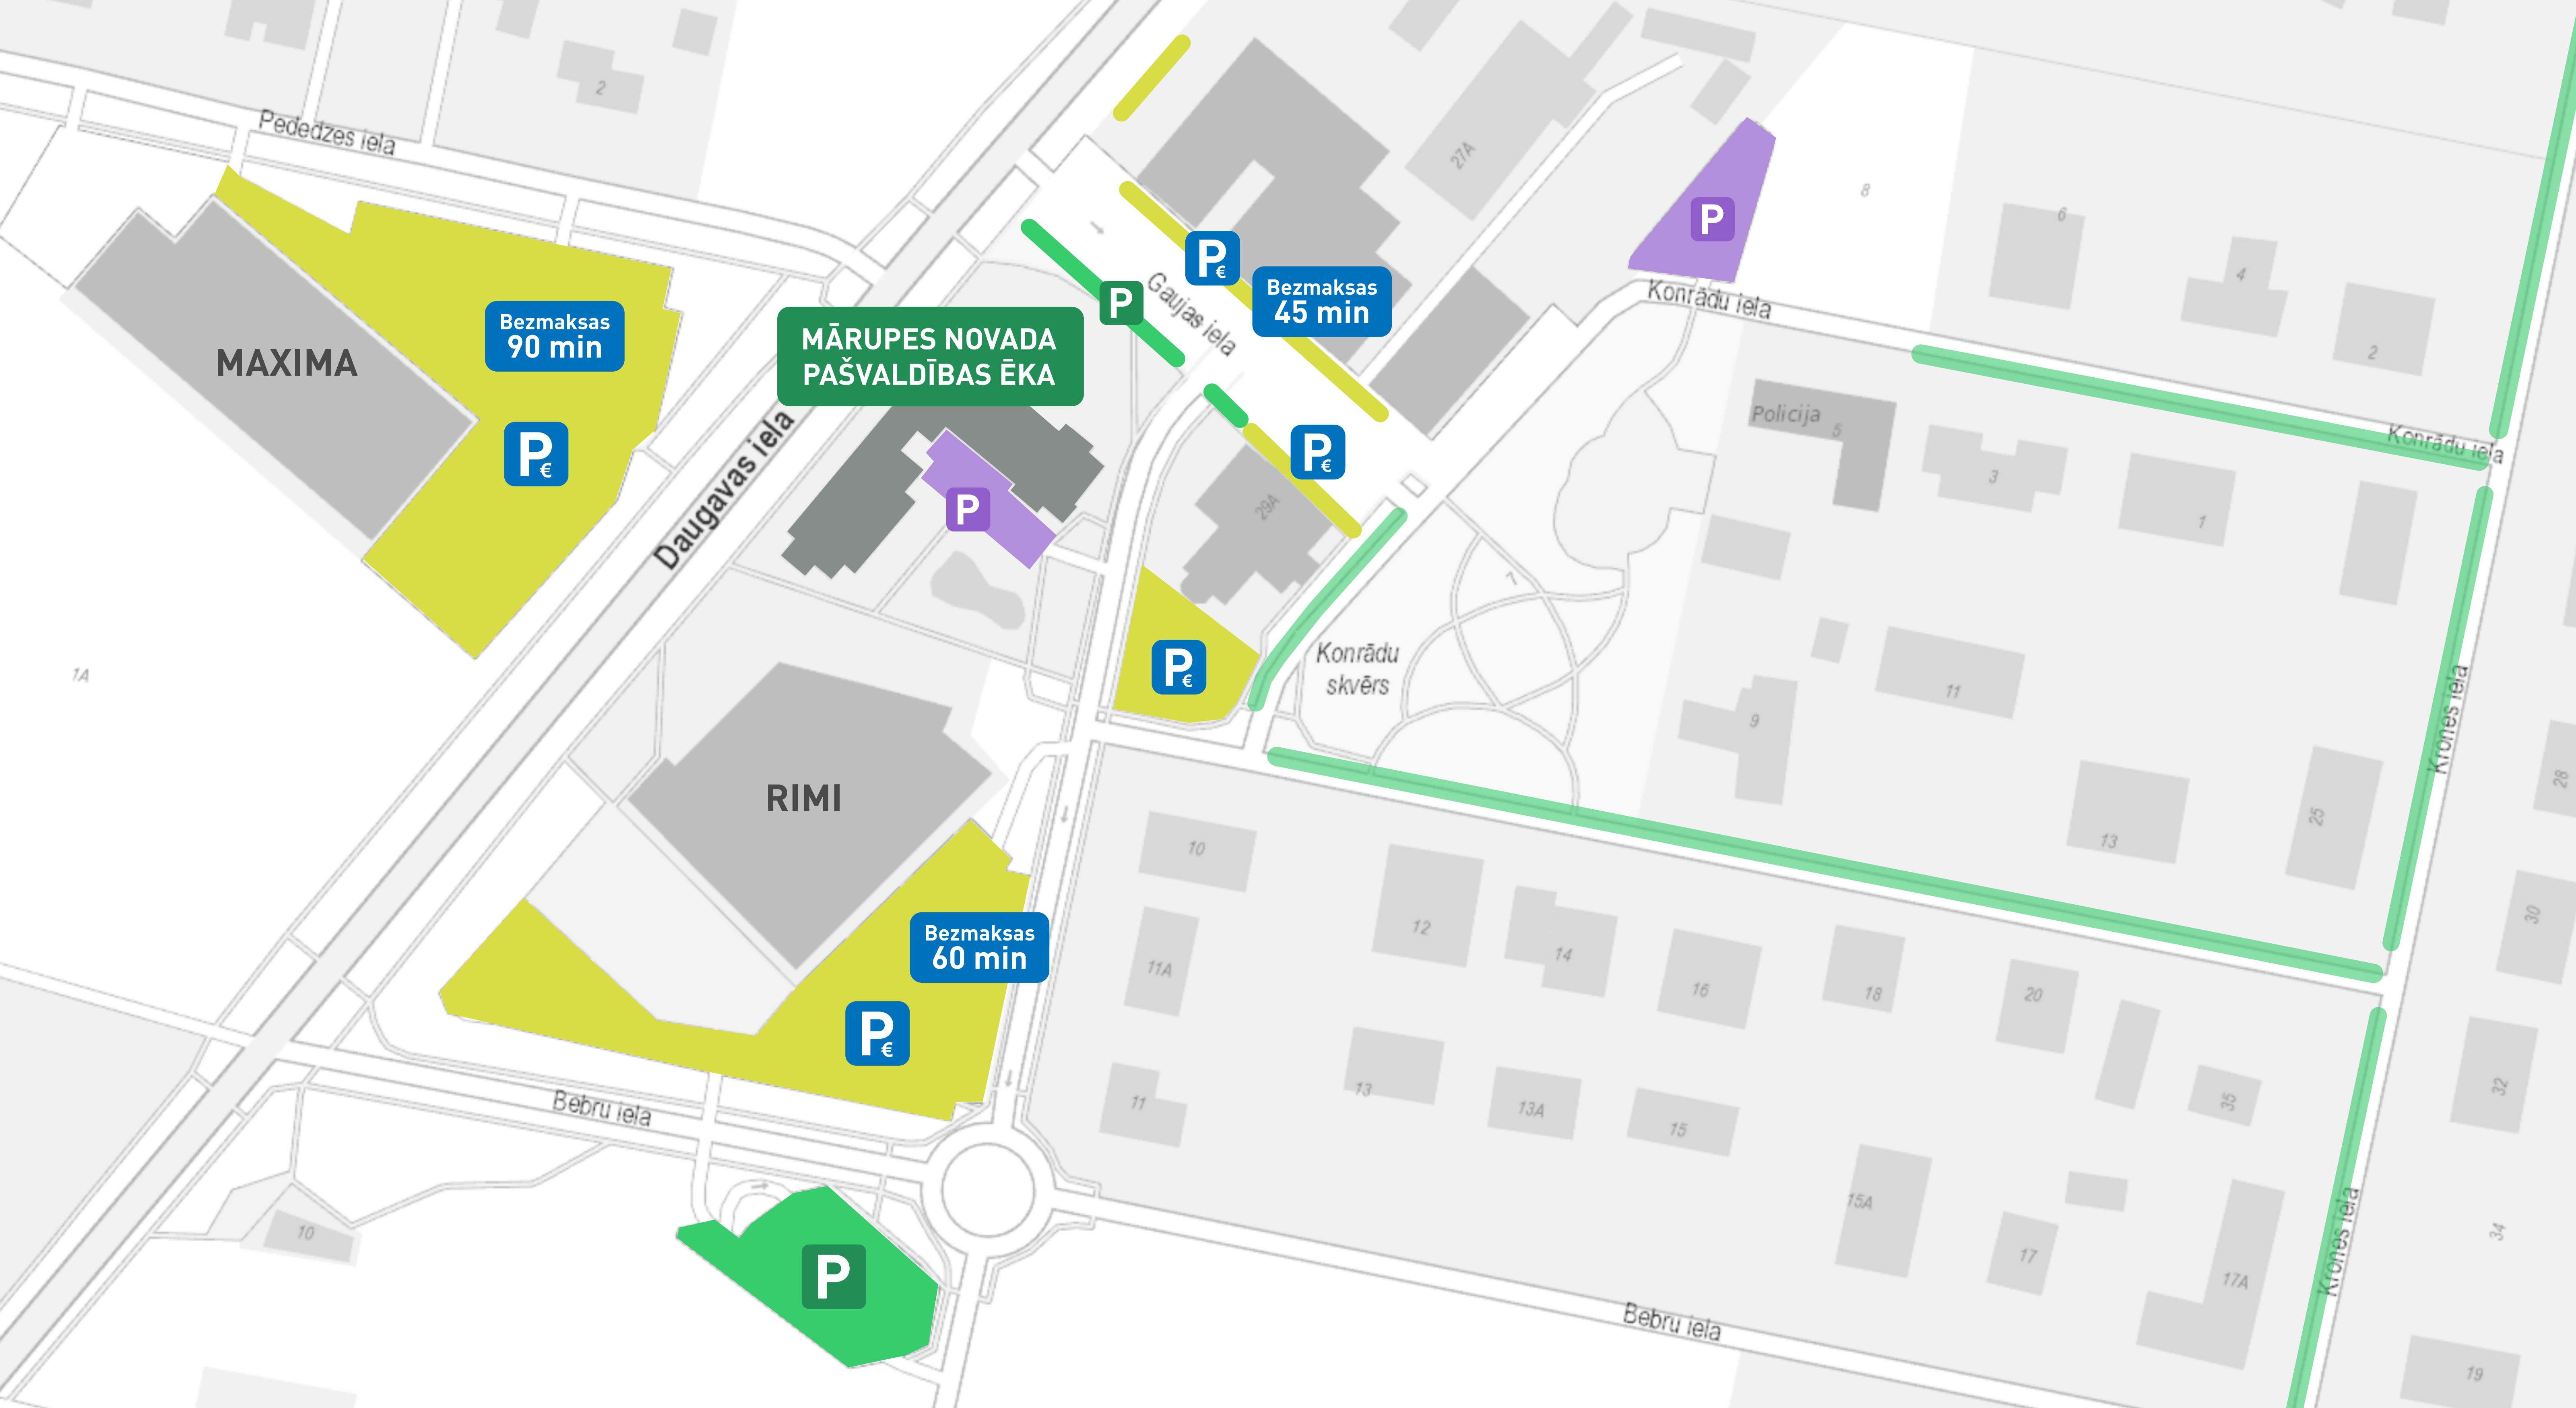 2
Pededzes iela
27A
8
6
4
2
P
P€
Bezmaksas
45 min
Gaujas iela
P
Konrādu iela
Bezmaksas
90 min
MĀRUPES NOVADA
PAŠVALDĪBAS ĒKA
MAXIMA
P€
Daugavas iela
P
P€
29A
Policija
5
3
1
Konrādu iela
7
1A
P€
Konrādu
skvērs
9
11
13
25
Krones iela
28
RIMI
10
12
14
11A
16
18
20
30
Bezmaksas
60 min
P€
Bebru iela
11
13
13A
15
35
32
15A
17
17A
34
Krones iela
10
P
Bebru iela
19